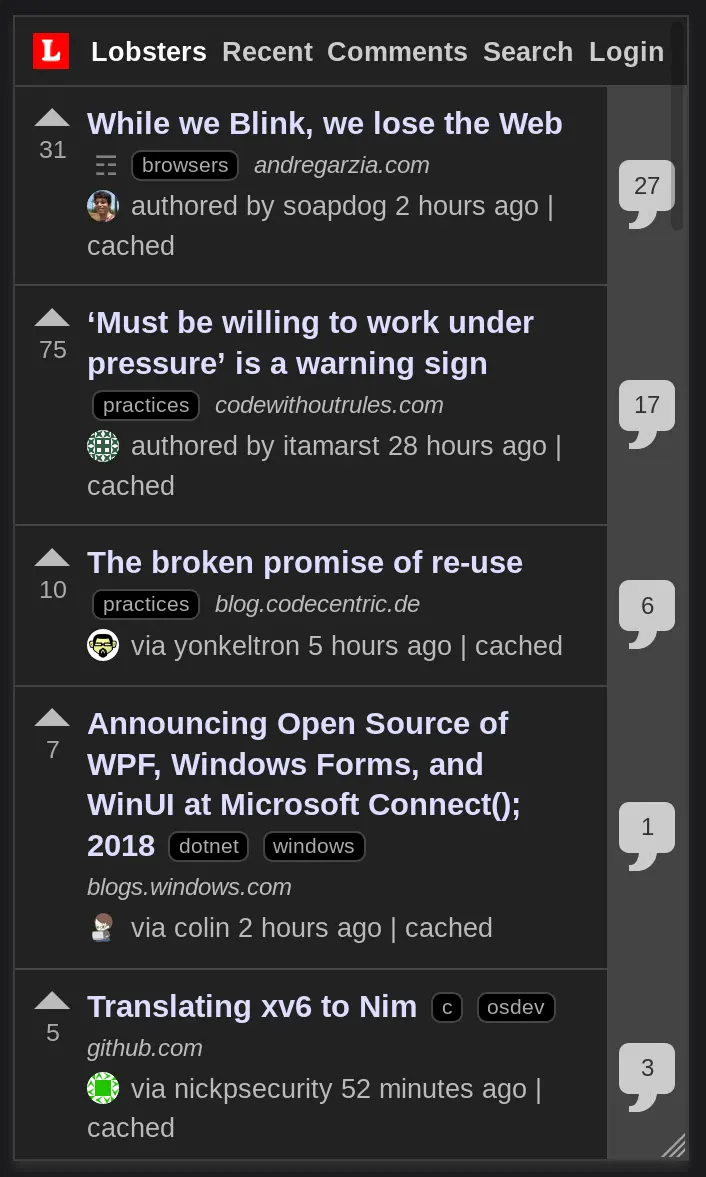 L Lobsters Recent Comments Search Login
While we Blink, we lose the Web
31
☶ browsers andregarzia.com
27
authored by soapdog 2 hours ago |
cached
‘Must be willing to work under
75
pressure’ is a warning sign
practices codewithoutrules.com
17
authored by itamarst 28 hours ago |
cached
The broken promise of re-use
10
practices blog.codecentric.de
6
via yonkeltron 5 hours ago | cached
Announcing Open Source of
7
WPF, Windows Forms, and
WinUI at Microsoft Connect();
1
2018 dotnet windows
blogs.windows.com
via colin 2 hours ago | cached
Translating xv6 to Nim c osdev
5
github.com
3
via nickpsecurity 52 minutes ago |
cached